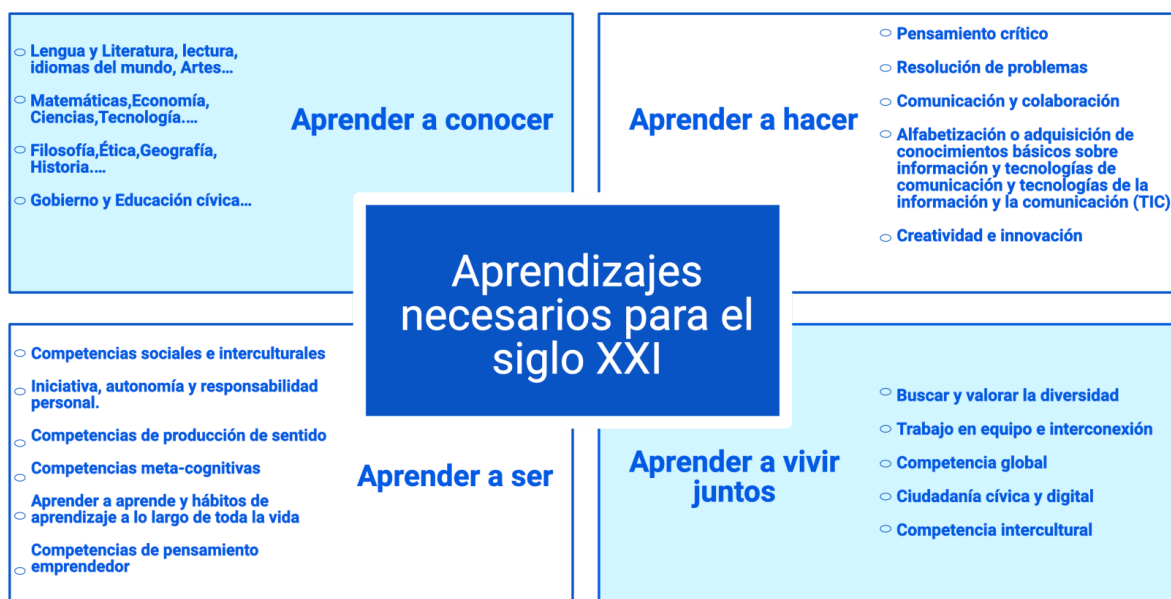 Lengua y Literatura, lectura,
idiomas del mundo, Artes...
Matemáticas,Economía,
Ciencias,Tecnología....
Filosofía,Ética,Geografía,
Historia....
Gobierno y Educación cívica...
Aprender a conocer
Aprender a hacer
Pensamiento crítico
Resolución de problemas
Comunicación y colaboración
Alfabetización o adquisición de
conocimientos básicos sobre
información y tecnologías de
comunicación y tecnologías de la
información y la comunicación (TIC)
Creatividad e innovación
Aprendizajes
necesarios para el
siglo XXI
Competencias sociales e interculturales
Iniciativa, autonomía y responsabilidad
personal.
Competencias de producción de sentido
Competencias meta-cognitivas
Aprender a aprende y hábitos de
aprendizaje a lo largo de toda la vida
Competencias de pensamiento
emprendedor
Aprender a ser
Aprender a vivir
juntos
Buscar y valorar la diversidad
Trabajo en equipo e interconexión
Competencia global
Ciudadanía cívica y digital
Competencia intercultural